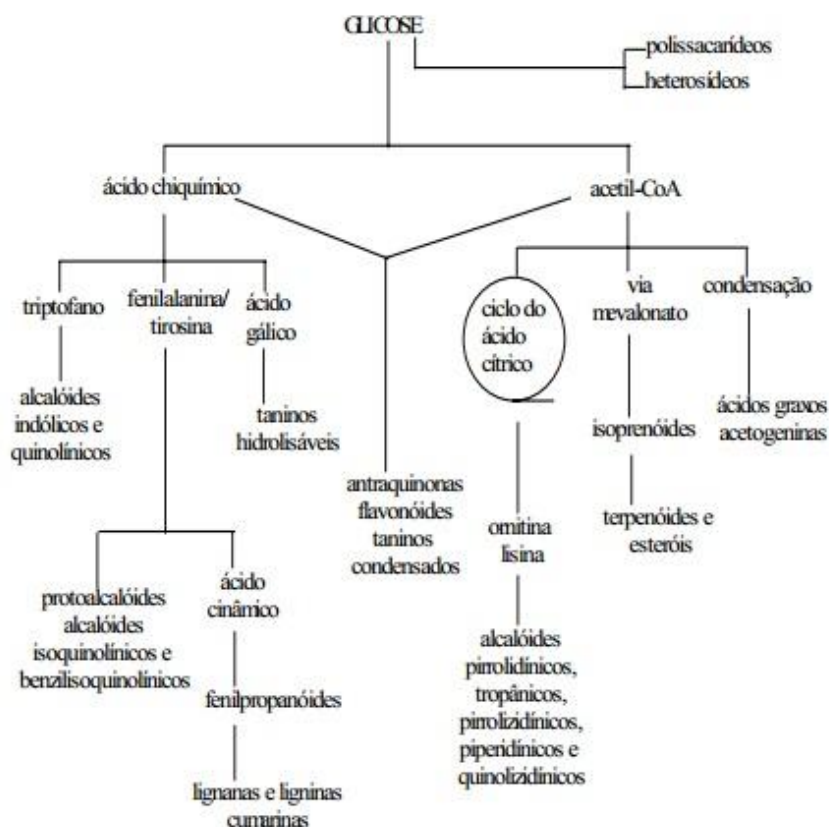 GLICOSE
polissacarídeos
heterosídeos
ácido chiquímico
acetil-CoA
triptofano
fenilalanina/
tirosina
ácido
gálico
ciclo do
ácido
cítrico
via
mevalonato
condensação
alcalóides
indólicos e
quinolínicos
taninos
hidrolisáveis
antraquinonas
flavonóides
taninos
condensados
ornitina
lisina
isoprenóides
ácidos graxos
acetogeninas
terpenóides e
esteróis
protoalcalóides
alcalóides
isoquinolínicos e
benzilisoquinolínicos
ácido
cinâmico
fenilpropanóides
lignanas e ligninas
cumarinas
alcalóides
pirrolidínicos,
tropânicos,
pirrolizidínicos,
piperidínicos e
quinolizidínicos